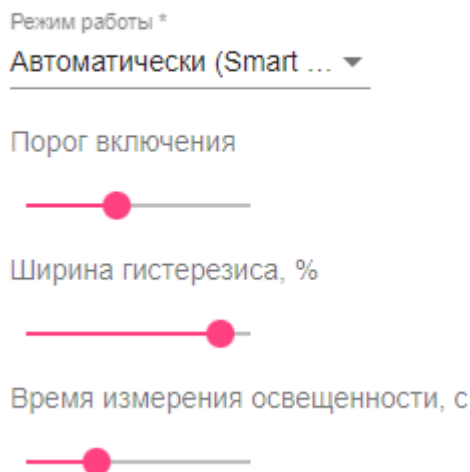 Режим работы *
Автоматически (Smart ...
Порог включения
Ширина гистерезиса, %
Время измерения освещенности, с